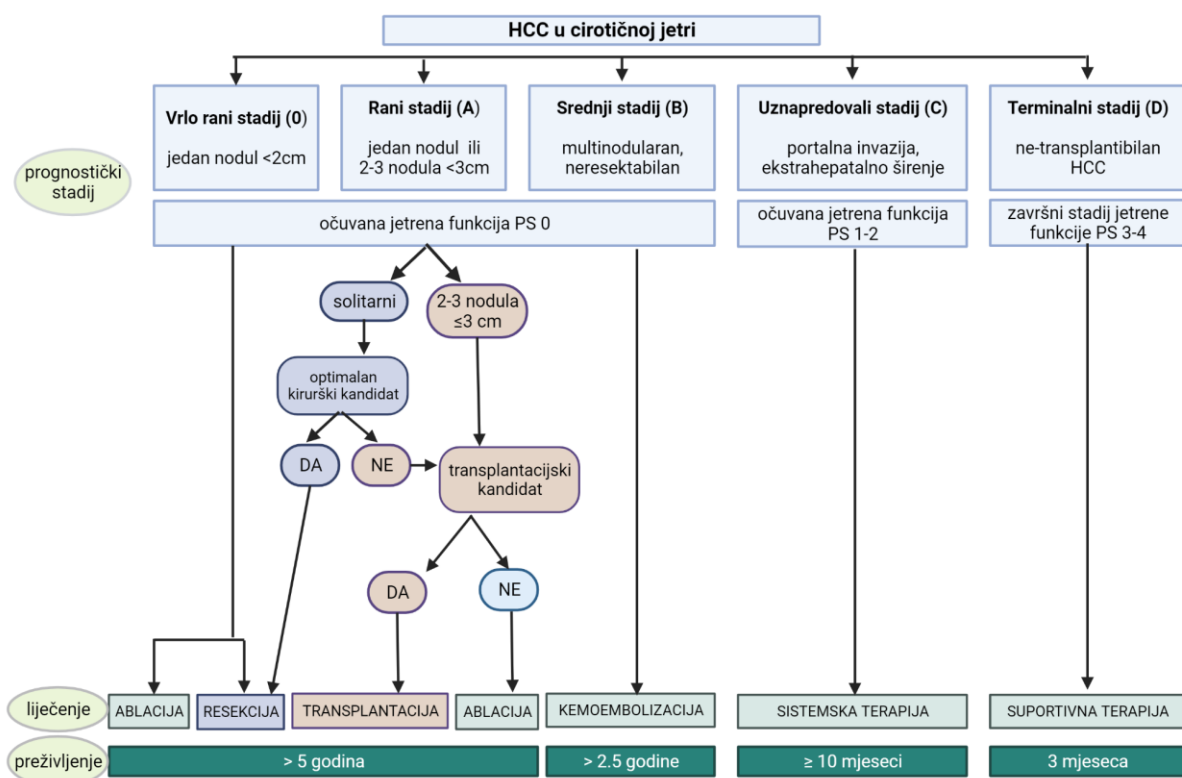 HCC u cirotičnoj jetri
Vrlo rani stadij (0)
jedan nodul <2cm
Rani stadij (A)
jedan nodul ili
2-3 nodula <3cm
Srednji stadij (B)
multinodularan,
neresektabilan
Uznapredovali stadij (C)
portalna invazija,
ekstrahepatalno širenje
Terminalni stadij (D)
ne-transplantibilan
HCC
prognostički
stadij
očuvana jetrena funkcija PS 0
očuvana jetrena funkcija
PS 1-2
završni stadij jetrene
funkcije PS 3-4
solitarni
2-3 nodula
≤3 cm
optimalan
kirurški kandidat
DA
NE
transplantacijski
kandidat
DA
NE
liječenje
ABLACIJA
RESEKCIJA
TRANSPLANTACIJA
ABLACIJA
KEMOEMBOLIZACIJA
SISTEMSKA TERAPIJA
SUPORTIVNA TERAPIJA
preživljenje
> 5 godina
> 2.5 godine
≥ 10 mjeseci
3 mjeseca